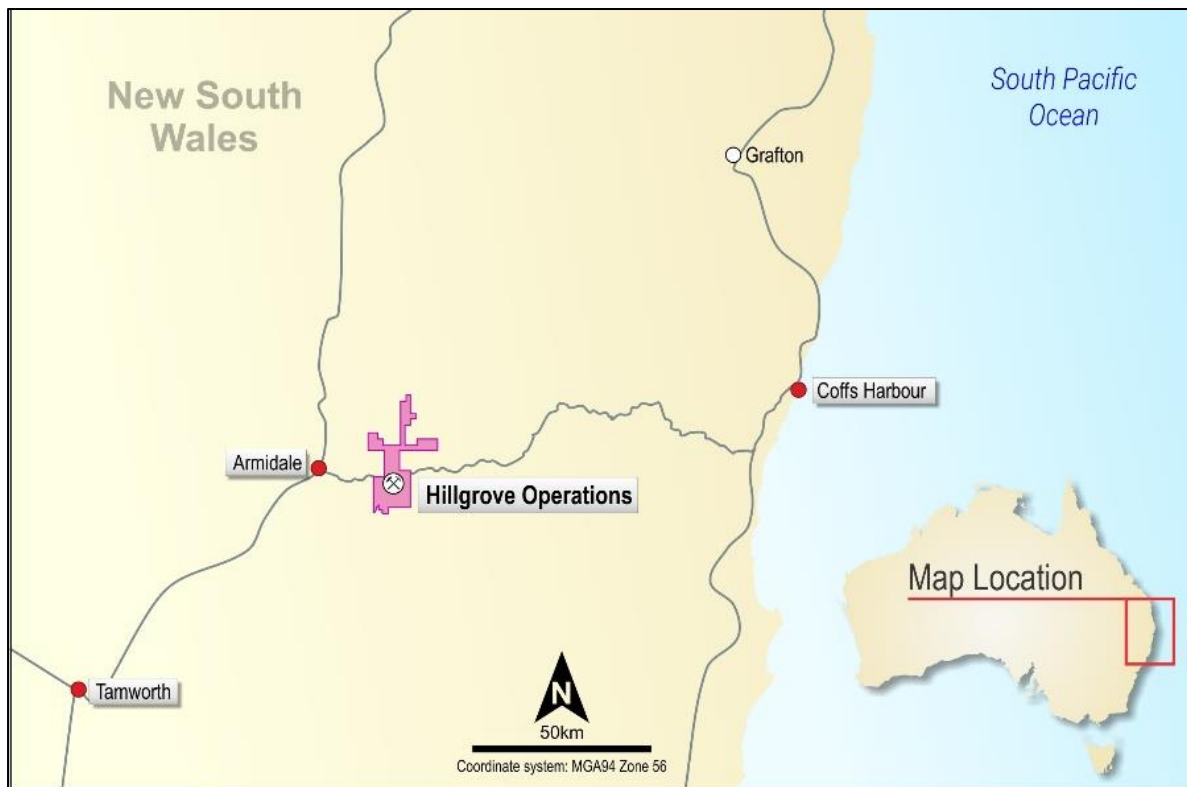 New South
Wales
South Pacific
Ocean
Grafton
Coffs Harbour
Armidale
Hillgrove Operations
Map Location
Tamworth
N
50km
Coordinate system: MGA94 Zone 56